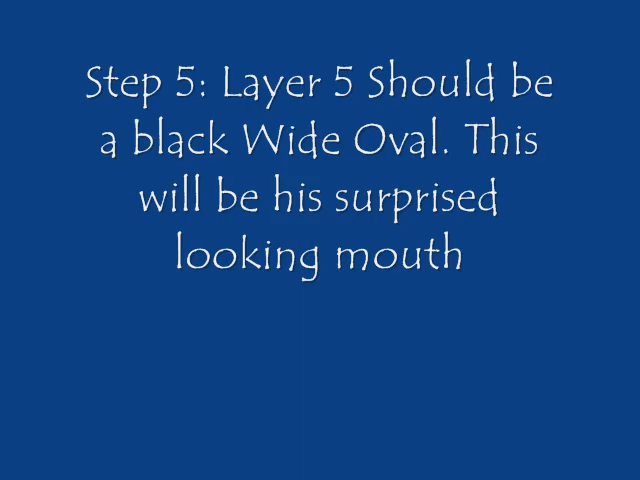 Step 5: Layer 5 Should be
a black Wide Oval. This
will be his surprised
looking mouth